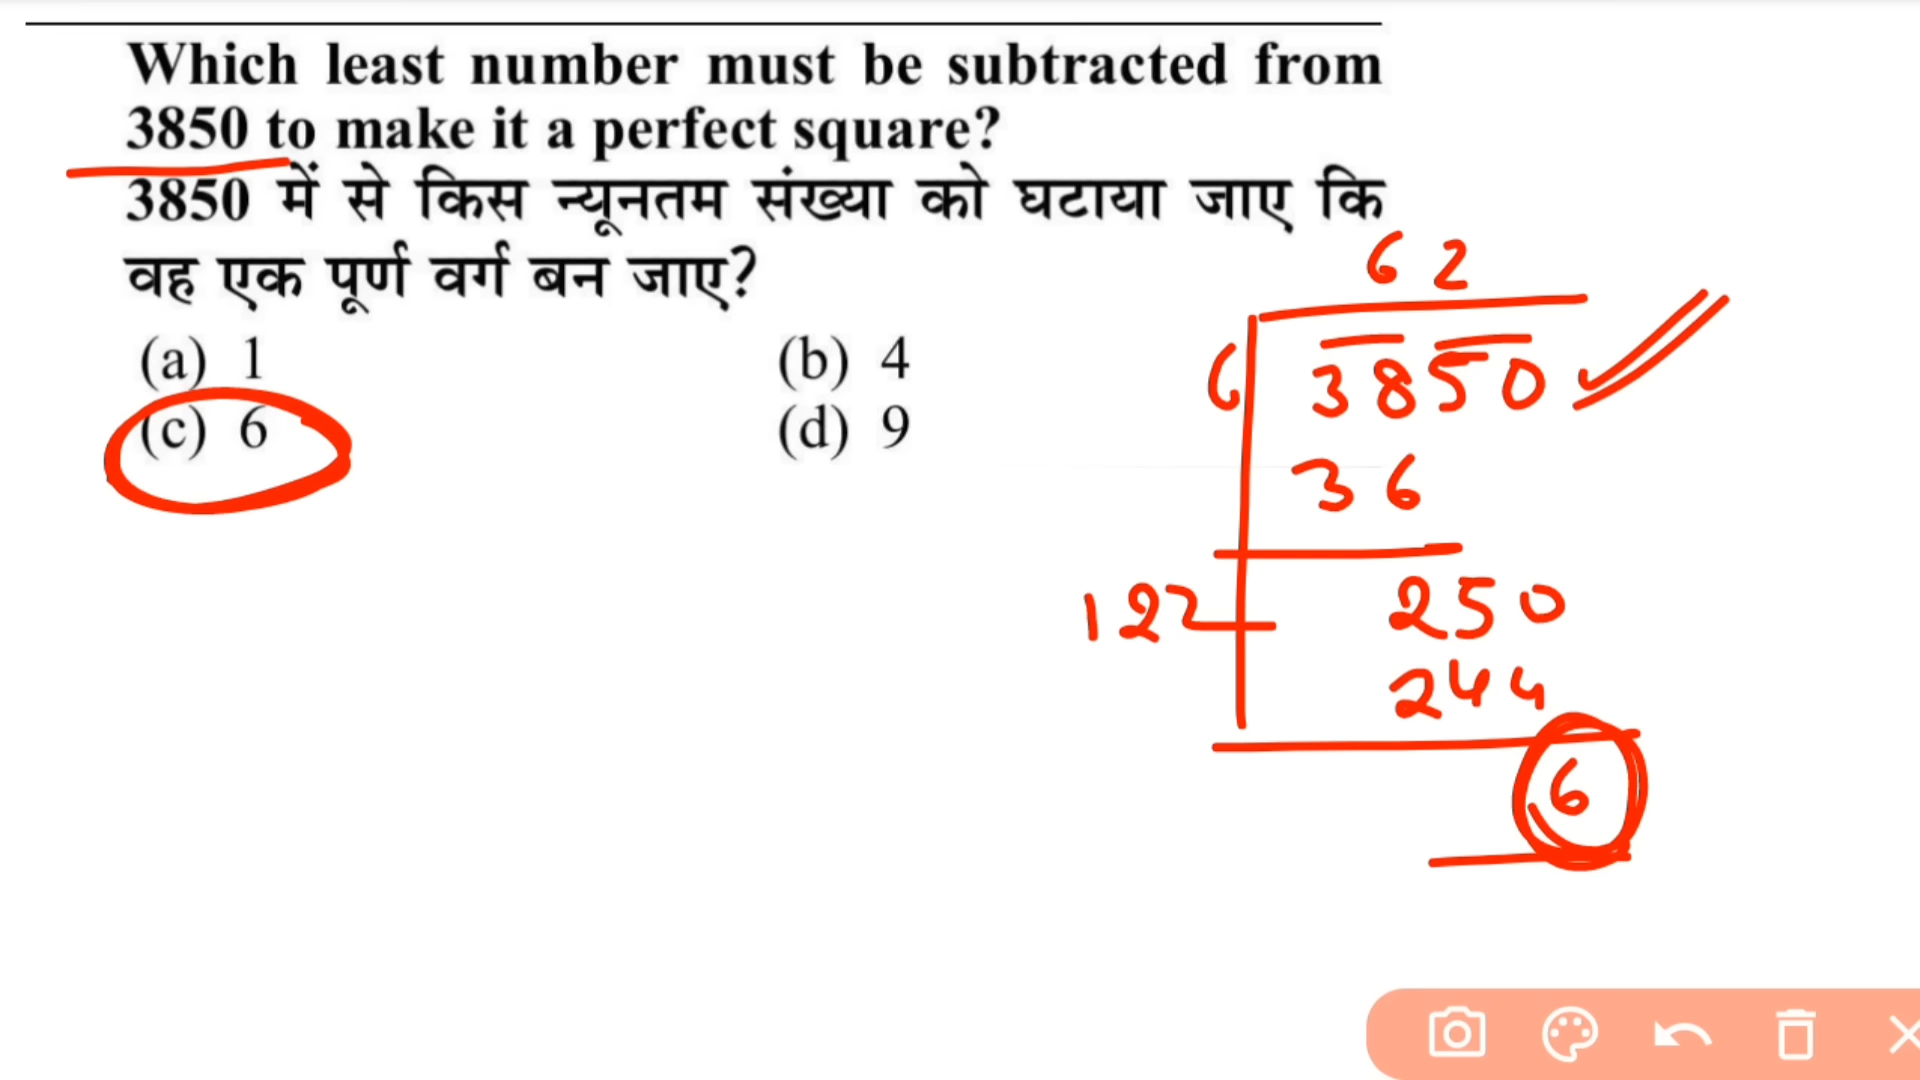 Which least number must be subtracted from
3850 to make it a perfect square?
3850 में से किस न्यूनतम संख्या को घटाया जाए कि
वह एक पूर्ण वर्ग बन जाए?
(a) 1 (b) 4
(c) 6 (d) 9
62
6 3850
36
122 250
244
6